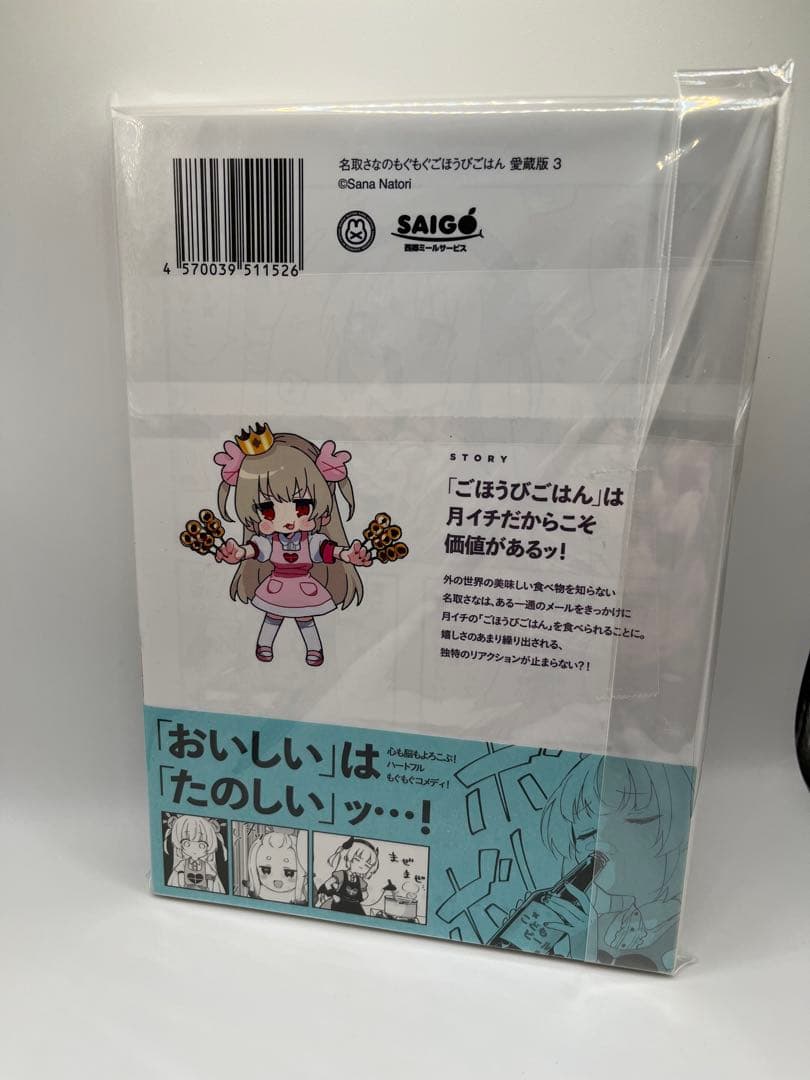 名取さなのもぐもぐごほうびごはん 愛蔵版 3
©Sana Natori
SAIGO
西郷ミールサービス
4 570039 511526
STORY
「ごほうびごはん」は
月イチだからこそ
価値があるッ!
外の世界の美味しい食べ物を知らない
名取さなは、ある一通のメールをきっかけに
月イチの「ごほうびごはん」を食べられることに。
嬉しさのあまり繰り出される、
独特のリアクションが止まらない?!
「おいしい」は
「たのしい」ッ…!
心も脳もよろこぶ!
ハートフル
もぐもぐコメディ!
まぜ
まぜ…